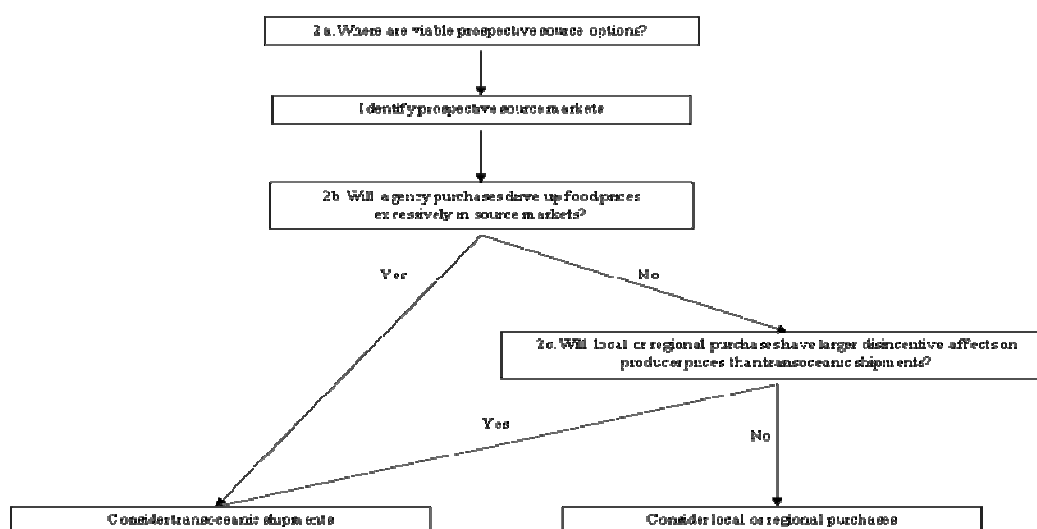 2a. Where are viable prospective source options?
Identify prospective source markets
2b. Will agency purchases drive up food prices
excessively in source markets?
Yes
No
2c. Will local or regional purchases have larger disincentive affects on
producer prices than transoceanic shipments?
Yes
No
Consider transoceanic shipments
Consider local or regional purchases